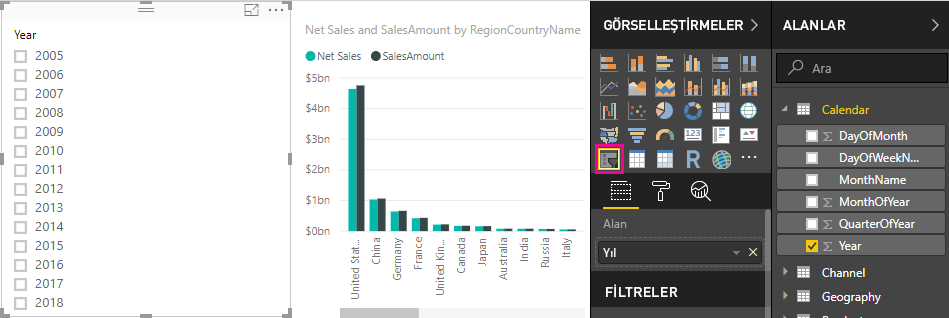 Year
2005
2006
2007
2008
2009
2010
2011
2012
2013
2014
2015
2016
2017
2018
Net Sales and SalesAmount by RegionCountryName
Net Sales SalesAmount
$5bn
$4bn
$3bn
$2bn
$1bn
$0bn
United Stat...
China
Germany
France
United Kin...
Canada
Japan
Australia
India
Russia
Italy
GÖRSELLEŞTİRMELER
123
R
...
Alan
Yıl
FİLTRELER
ALANLAR
Ara
Calendar
DayOfMonth
DayOfWeekN...
MonthName
MonthOfYear
QuarterOfYear
Year
Channel
Geography